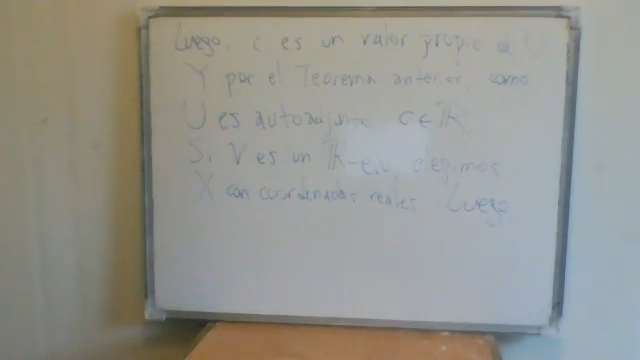 Luego, c es un valor propio de U
Y por el Teorema anterior, como
U es autoadjunto c ∈ ℝ
Si V es un ℝ-e.v. elegimos
X con coordenadas reales Luego